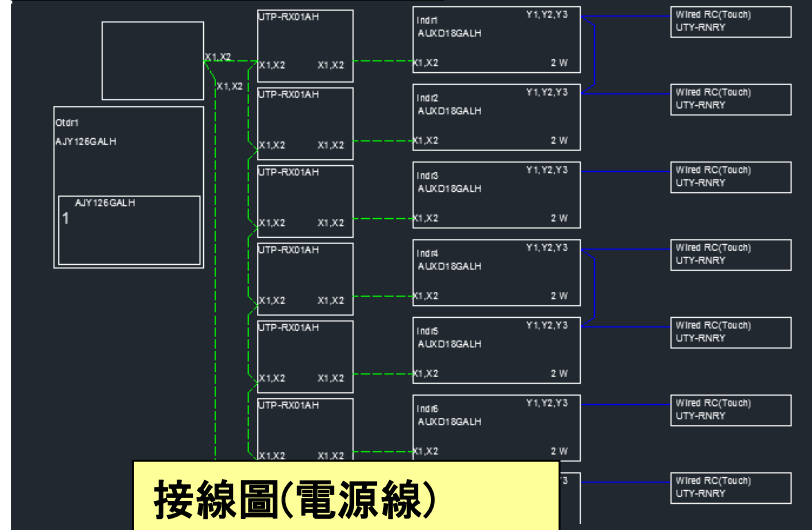 UTP-RX01AH
Indr1
AUXD18GALH
Y1,Y2,Y3
Wired RC(Touch)
UTY-RNRY
X1,X2
X1,X2
X1,X2
X1,X2
2 W
X1,X2
UTP-RX01AH
Indr2
AUXD18GALH
Y1,Y2,Y3
Wired RC(Touch)
UTY-RNRY
Otdr1
AJY126GALH
X1,X2
X1,X2
X1,X2
2 W
UTP-RX01AH
Indr3
AUXD18GALH
Y1,Y2,Y3
Wired RC(Touch)
UTY-RNRY
AJY126GALH
1
X1,X2
X1,X2
X1,X2
2 W
UTP-RX01AH
Indr4
AUXD18GALH
Y1,Y2,Y3
Wired RC(Touch)
UTY-RNRY
X1,X2
X1,X2
X1,X2
2 W
UTP-RX01AH
Indr5
AUXD18GALH
Y1,Y2,Y3
Wired RC(Touch)
UTY-RNRY
X1,X2
X1,X2
X1,X2
2 W
UTP-RX01AH
Indr6
AUXD18GALH
Y1,Y2,Y3
Wired RC(Touch)
UTY-RNRY
X1,X2
X1,X2
X1,X2
2 W
Wired RC(Touch)
UTY-RNRY
接線圖(電源線)